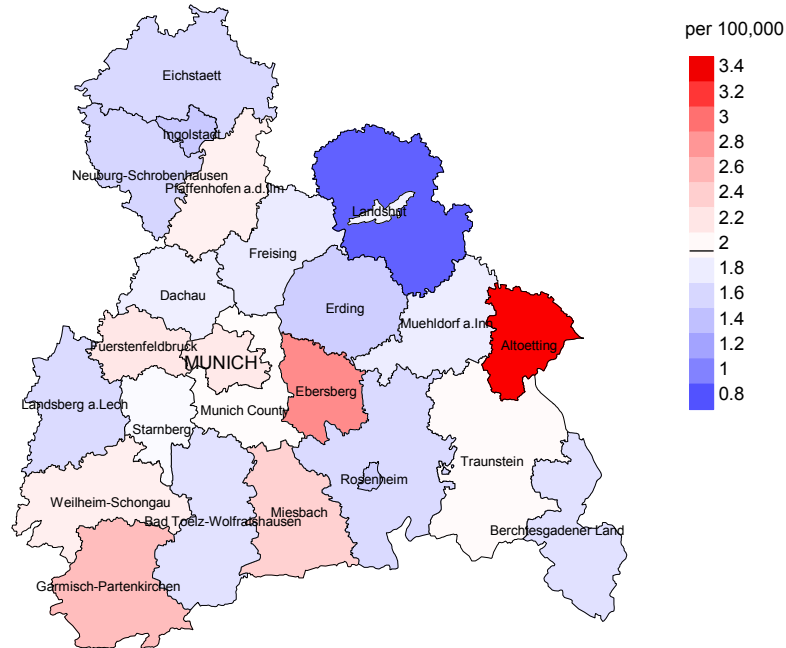 per 100,000
3.4
3.2
3
2.8
2.6
2.4
2.2
2
1.8
1.6
1.4
1.2
1
0.8
Eichstaett
Ingolstadt
Neuburg-Schrobenhausen
Pfaffenhofen a.d.Ilm
Landshut
Freising
Dachau
Erding
Muehldorf a.Inn
Altoetting
Fuerstenfeldbruck
MUNICH
Ebersberg
Landsberg a.Lech
Munich County
Starnberg
Traunstein
Rosenheim
Weilheim-Schongau
Miesbach
Bad Toelz-Wolfratshausen
Berchtesgadener Land
Garmisch-Partenkirchen